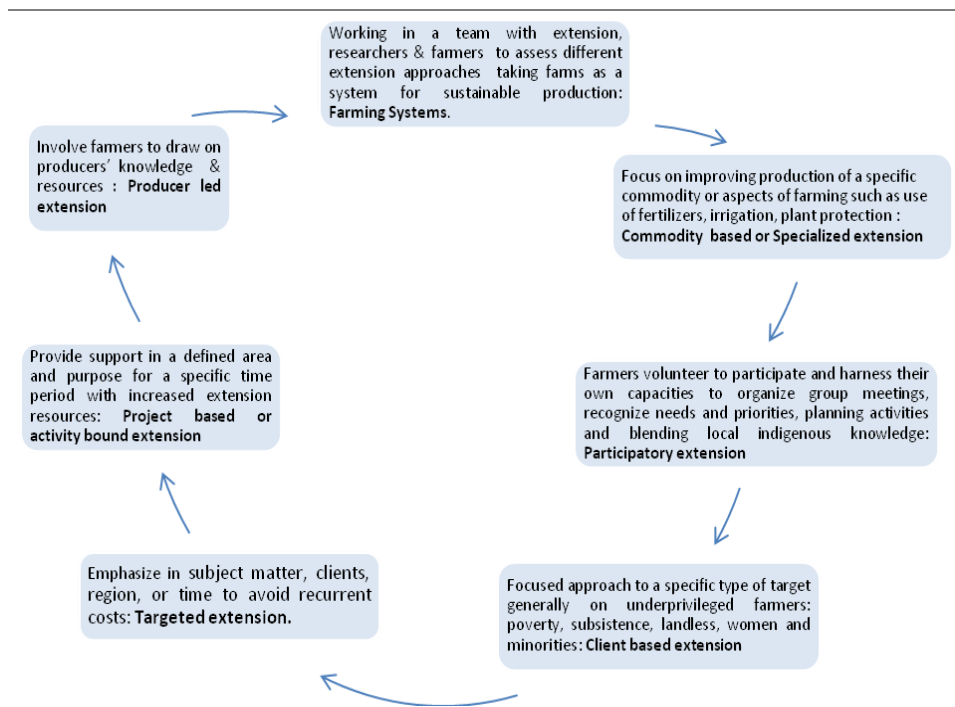 Working in a team with extension,
researchers & farmers to assess different
extension approaches taking farms as a
system for sustainable production:
Farming Systems.
Focus on improving production of a specific
commodity or aspects of farming such as use
of fertilizers, irrigation, plant protection :
Commodity based or Specialized extension
Farmers volunteer to participate and harness their
own capacities to organize group meetings,
recognize needs and priorities, planning activities
and blending local indigenous knowledge:
Participatory extension
Focused approach to a specific type of target
generally on underprivileged farmers:
poverty, subsistence, landless, women and
minorities: Client based extension
Emphasize in subject matter, clients,
region, or time to avoid recurrent
costs: Targeted extension.
Provide support in a defined area
and purpose for a specific time
period with increased extension
resources: Project based or
activity bound extension
Involve farmers to draw on
producers' knowledge &
resources : Producer led
extension